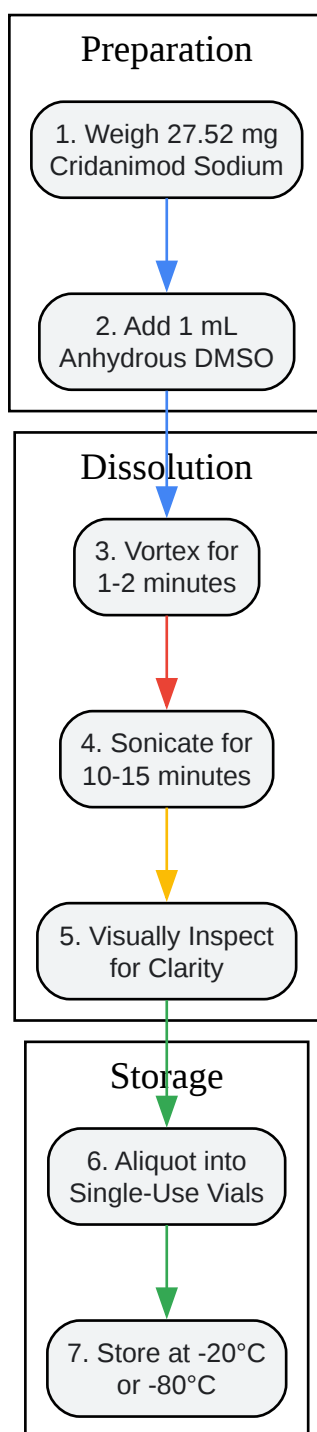 Preparation
1. Weigh 27.52 mg
Cridanimod Sodium
2. Add 1 mL
Anhydrous DMSO
Dissolution
3. Vortex for
1-2 minutes
4. Sonicate for
10-15 minutes
5. Visually Inspect
for Clarity
Storage
6. Aliquot into
Single-Use Vials
7. Store at -20°C
or -80°C